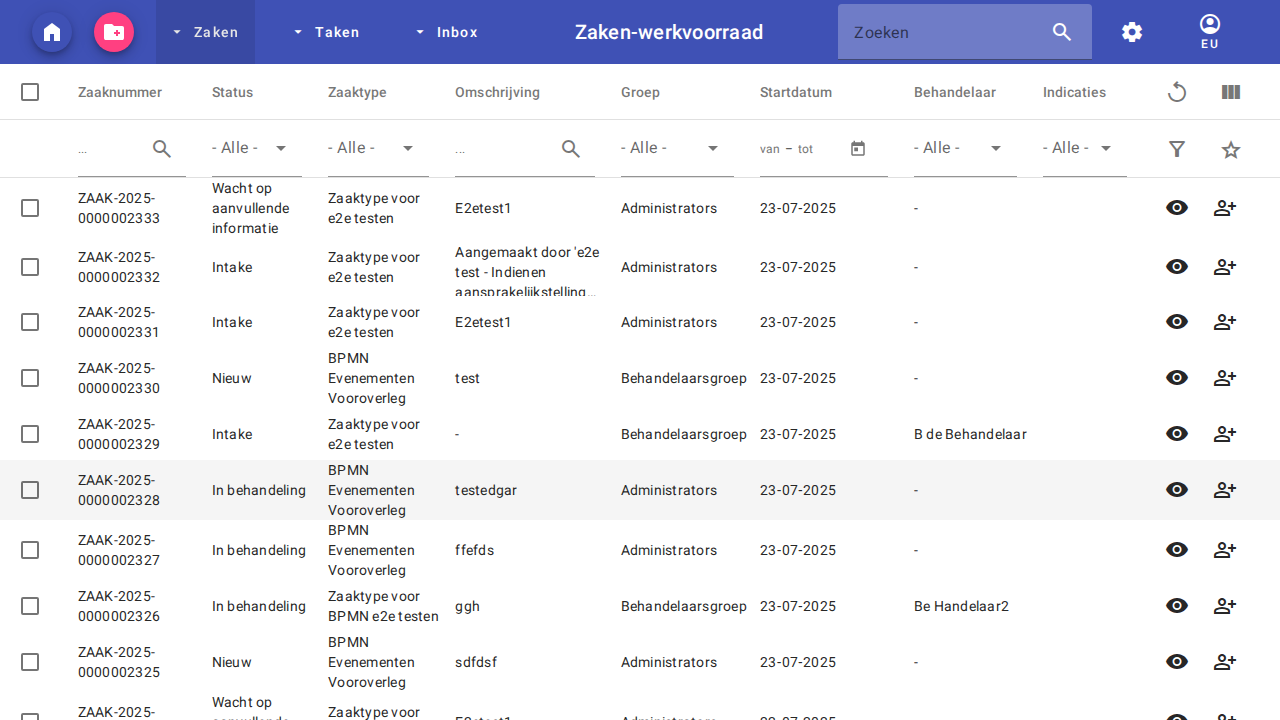 Zaken Taken Inbox Zaken-werkvoorraad Zoeken EU
Zaaknummer Status Zaaktype Omschrijving Groep Startdatum Behandelaar Indicaties
... - Alle - - Alle - ... - Alle - van – tot - Alle - - Alle -
ZAAK-2025-
0000002333
Wacht op
aanvullende
informatie
Zaaktype voor
e2e testen
E2etest1
Administrators
23-07-2025
-
ZAAK-2025-
0000002332
Intake
Zaaktype voor
e2e testen
Aangemaakt door 'e2e
test - Indienen
aansprakelijkstelling...
Administrators
23-07-2025
-
ZAAK-2025-
0000002331
Intake
Zaaktype voor
e2e testen
E2etest1
Administrators
23-07-2025
-
ZAAK-2025-
0000002330
Nieuw
BPMN
Evenementen
Vooroverleg
test
Behandelaarsgroep
23-07-2025
-
ZAAK-2025-
0000002329
Intake
Zaaktype voor
e2e testen
-
Behandelaarsgroep
23-07-2025
B de Behandelaar
ZAAK-2025-
0000002328
In behandeling
BPMN
Evenementen
Vooroverleg
testedgar
Administrators
23-07-2025
-
ZAAK-2025-
0000002327
In behandeling
BPMN
Evenementen
Vooroverleg
ffefds
Administrators
23-07-2025
-
ZAAK-2025-
0000002326
In behandeling
Zaaktype voor
BPMN e2e testen
ggh
Behandelaarsgroep
23-07-2025
Be Handelaar2
ZAAK-2025-
0000002325
Nieuw
BPMN
Evenementen
Vooroverleg
sdfdsf
Administrators
23-07-2025
-
ZAAK-2025-
Wacht op
aanvullende
Zaaktype voor
E2etest1
Administrators
23-07-2025